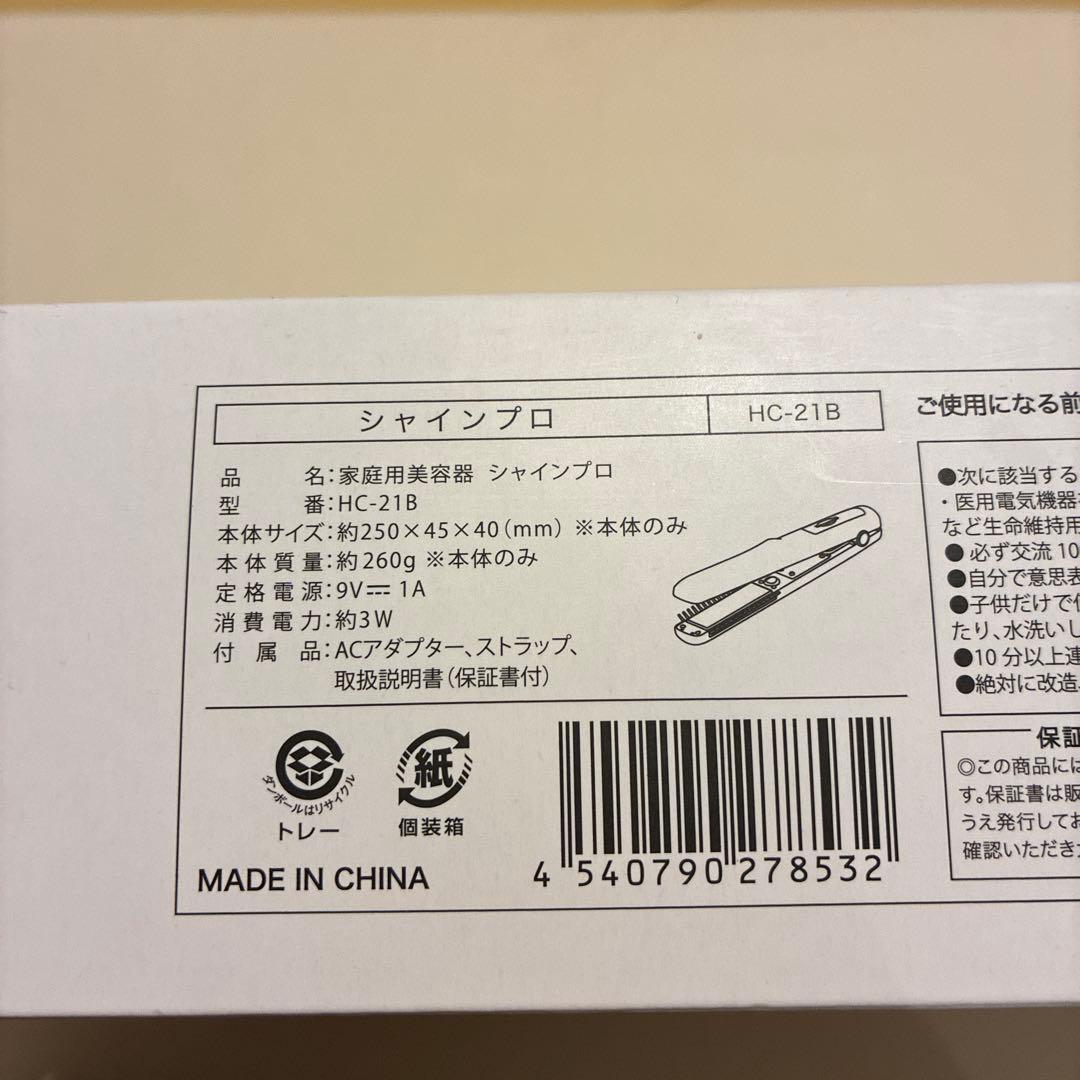 シャインプロ HC-21B
品 名:家庭用美容器 シャインプロ
型 番:HC-21B
本体サイズ:約250×45×40(mm) ※本体のみ
本体質量:約260g ※本体のみ
定格電源:9V⎓ 1A
消費電力:約3W
付属品:ACアダプター、ストラップ、
取扱説明書(保証書付)
ダンボールはリサイクル
トレー
紙
個装箱
MADE IN CHINA
4 540790 278532
ご使用になる前
●次に該当する
・医用電気機器
など生命維持用
●必ず交流10
●自分で意思表
●子供だけで
たり、水洗いし
●10分以上連
●絶対に改造
保証
◎この商品には
す。保証書は販
うえ発行してお
確認いただき